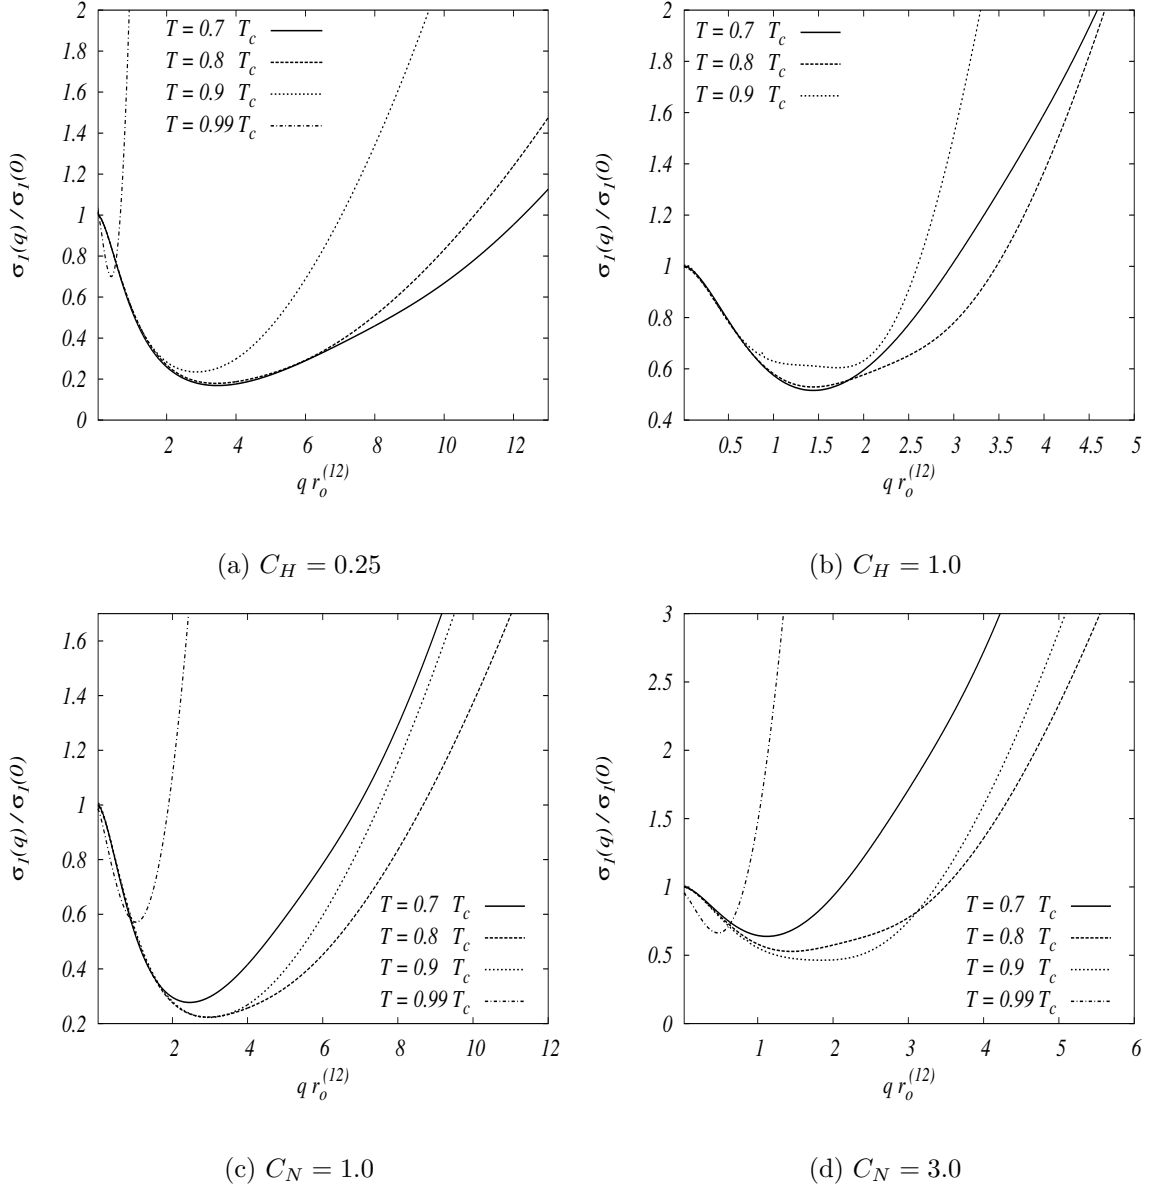 2
1.8
1.6
1.4
1.2
1
0.8
0.6
0.4
0.2
0
2 4 6 8 10 12
σ_1(q) / σ_1(0)
q r_o^(12)
T = 0.7 T_c
T = 0.8 T_c
T = 0.9 T_c
T = 0.99 T_c
(a) C_H = 0.25
2
1.8
1.6
1.4
1.2
1
0.8
0.6
0.4
0.5 1 1.5 2 2.5 3 3.5 4 4.5 5
σ_1(q) / σ_1(0)
q r_o^(12)
T = 0.7 T_c
T = 0.8 T_c
T = 0.9 T_c
(b) C_H = 1.0
1.6
1.4
1.2
1
0.8
0.6
0.4
0.2
2 4 6 8 10 12
σ_1(q) / σ_1(0)
q r_o^(12)
T = 0.7 T_c
T = 0.8 T_c
T = 0.9 T_c
T = 0.99 T_c
(c) C_N = 1.0
3
2.5
2
1.5
1
0.5
0
1 2 3 4 5 6
σ_1(q) / σ_1(0)
q r_o^(12)
T = 0.7 T_c
T = 0.8 T_c
T = 0.9 T_c
T = 0.99 T_c
(d) C_N = 3.0